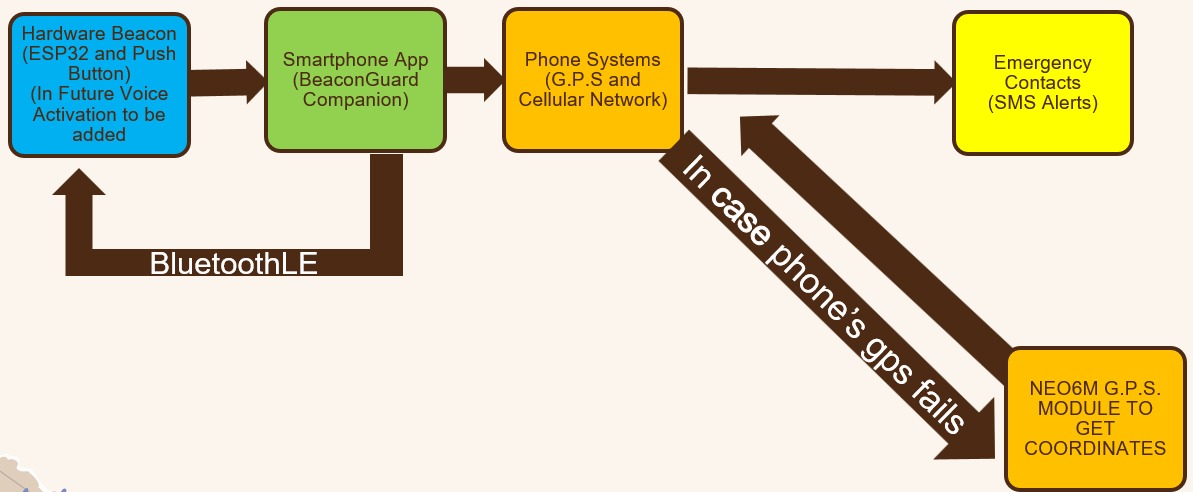 Hardware Beacon
(ESP32 and Push
Button)
(In Future Voice
Activation to be
added
Smartphone App
(BeaconGuard
Companion)
Phone Systems
(G.P.S and
Cellular Network)
Emergency
Contacts
(SMS Alerts)
BluetoothLE
In case phone’s gps fails
NEO6M G.P.S.
MODULE TO
GET
COORDINATES